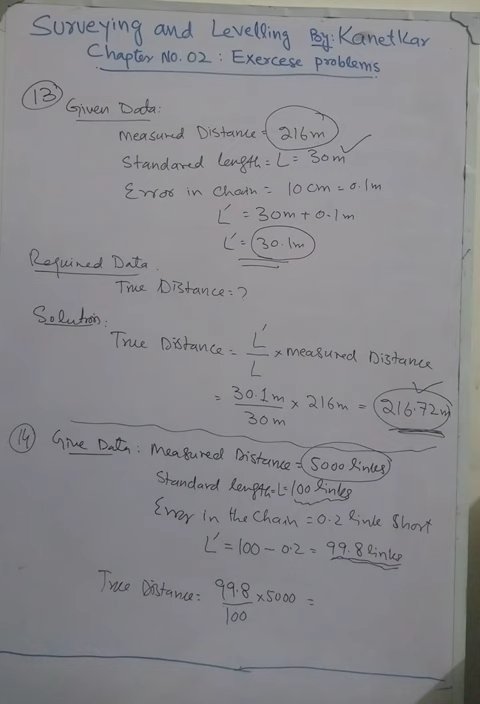 Surveying and Levelling By: Kanetkar
Chapter No. 02 : Exercese problems
13 Given Data:
Measured Distance = 216m
Standared length = L = 30m
Error in chain = 10 cm = 0.1m
L' = 30m + 0.1m
L' = 30.1m
Required Data.
True Distance = ?
Solution:
True Distance = L'/L × measured Distance
= 30.1m/30m × 216m = 216.72m
14 Give Data: Measured Distance = 5000 links
Standard length = L = 100 links
Error in the Chain = 0.2 link Short
L' = 100 - 0.2 = 99.8 links
True Distance = 99.8/100 × 5000 =